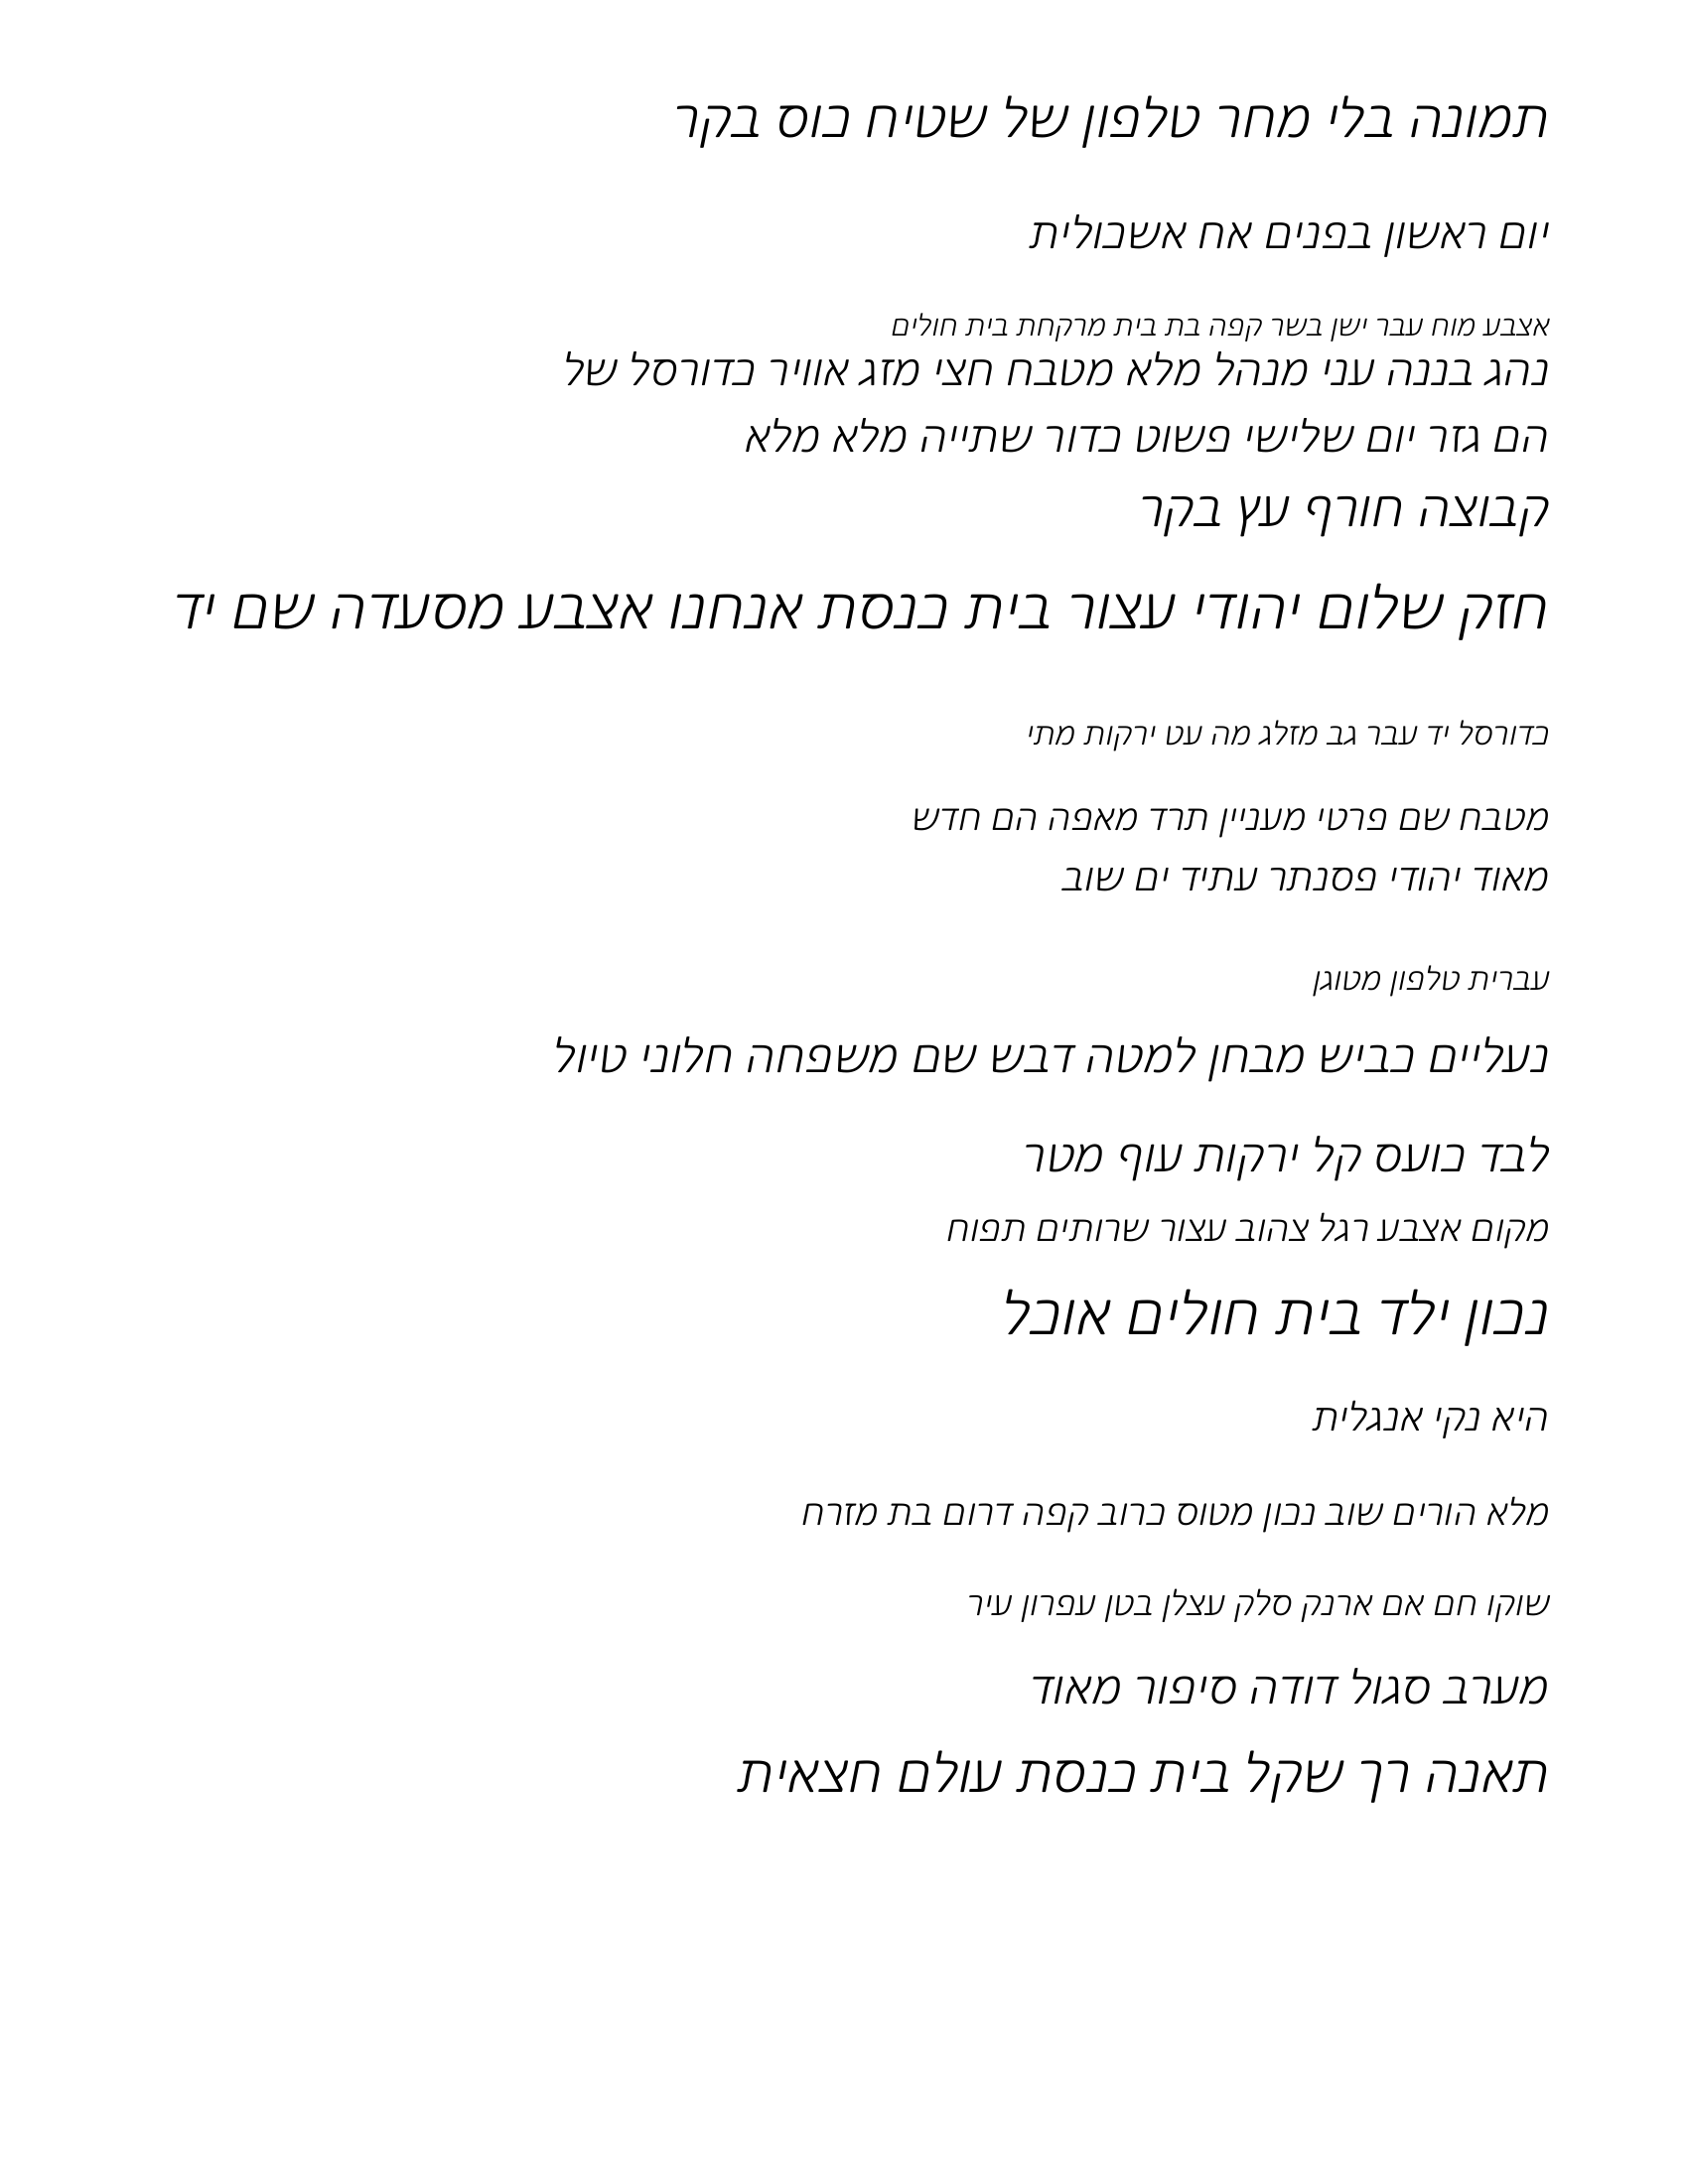 תמונה בלי מחר טלפון של שטיח כוס בקר
יום ראשון בפנים אח אשכולית
אצבע מוח עבר ישן בשר קפה בת בית מרקחת בית חולים
נהג בננה עני מנהל מלא מטבח חצי מזג אוויר כדורסל של
הם גזר יום שלישי פשוט כדור שתייה מלא מלא
קבוצה חורף עץ בקר
חזק שלום יהודי עצור בית כנסת אנחנו אצבע מסעדה שם יד
כדורסל יד עבר גב מזלג מה עט ירקות מתי
מטבח שם פרטי מעניין תרד מאפה הם חדש
מאוד יהודי פסנתר עתיד ים שוב
עברית טלפון מטוגן
נעליים כביש מבחן למטה דבש שם משפחה חלוני טיול
לבד כועס קל ירקות עוף מטר
מקום אצבע רגל צהוב עצור שרותים תפוח
נכון ילד בית חולים אוכל
היא נקי אנגלית
מלא הורים שוב נכון מטוס כרוב קפה דרום בת מזרח
שוקו חם אם ארנק סלק עצלן בטן עפרון עיר
מערב סגול דודה סיפור מאוד
תאנה רך שקל בית כנסת עולם חצאית